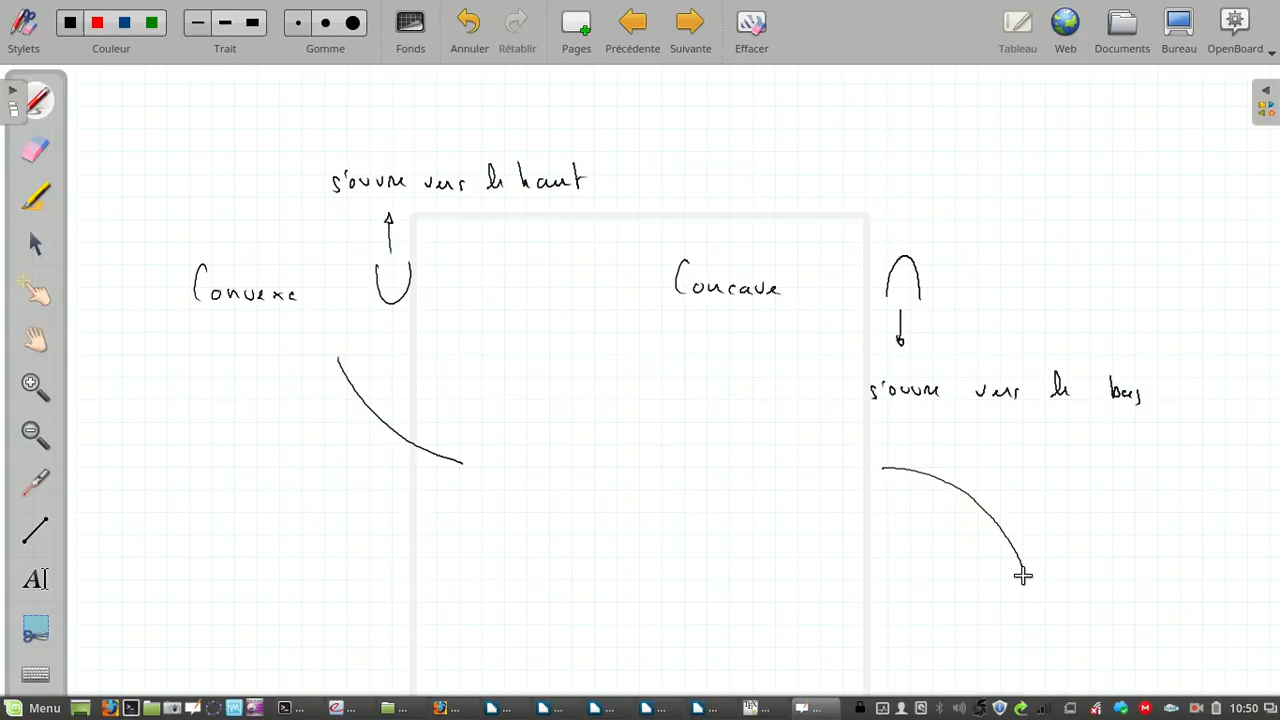 Stylets Couleur Trait Gomme Fonds Annuler Rétablir Pages Précédente Suivante Effacer Tableau Web Documents Bureau OpenBoard
s'ouvre vers le haut
Convexe
Concave
s'ouvre vers le bas
Menu ... ... ... ... ... ... ... ... ... ... ... 10:50